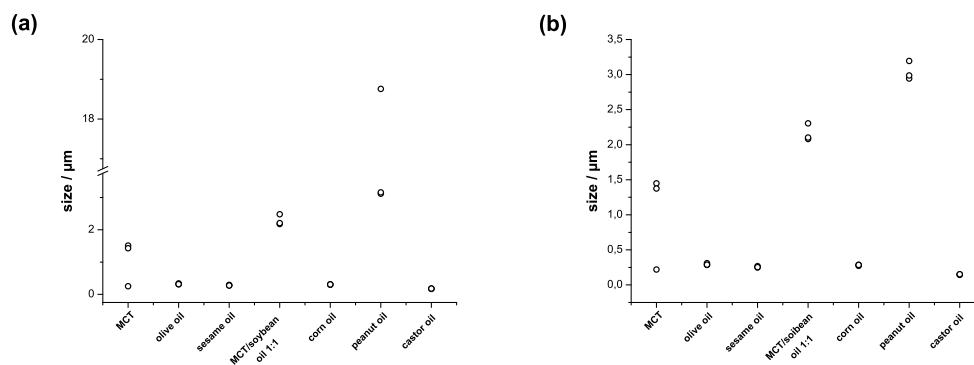 (a)
20
18
2
0
size / µm
MCT
olive oil
sesame oil
MCT/soybean
oil 1:1
corn oil
peanut oil
castor oil
(b)
3,5
3,0
2,5
2,0
1,5
1,0
0,5
0,0
size / µm
MCT
olive oil
sesame oil
MCT/soibean
oil 1:1
corn oil
peanut oil
castor oil